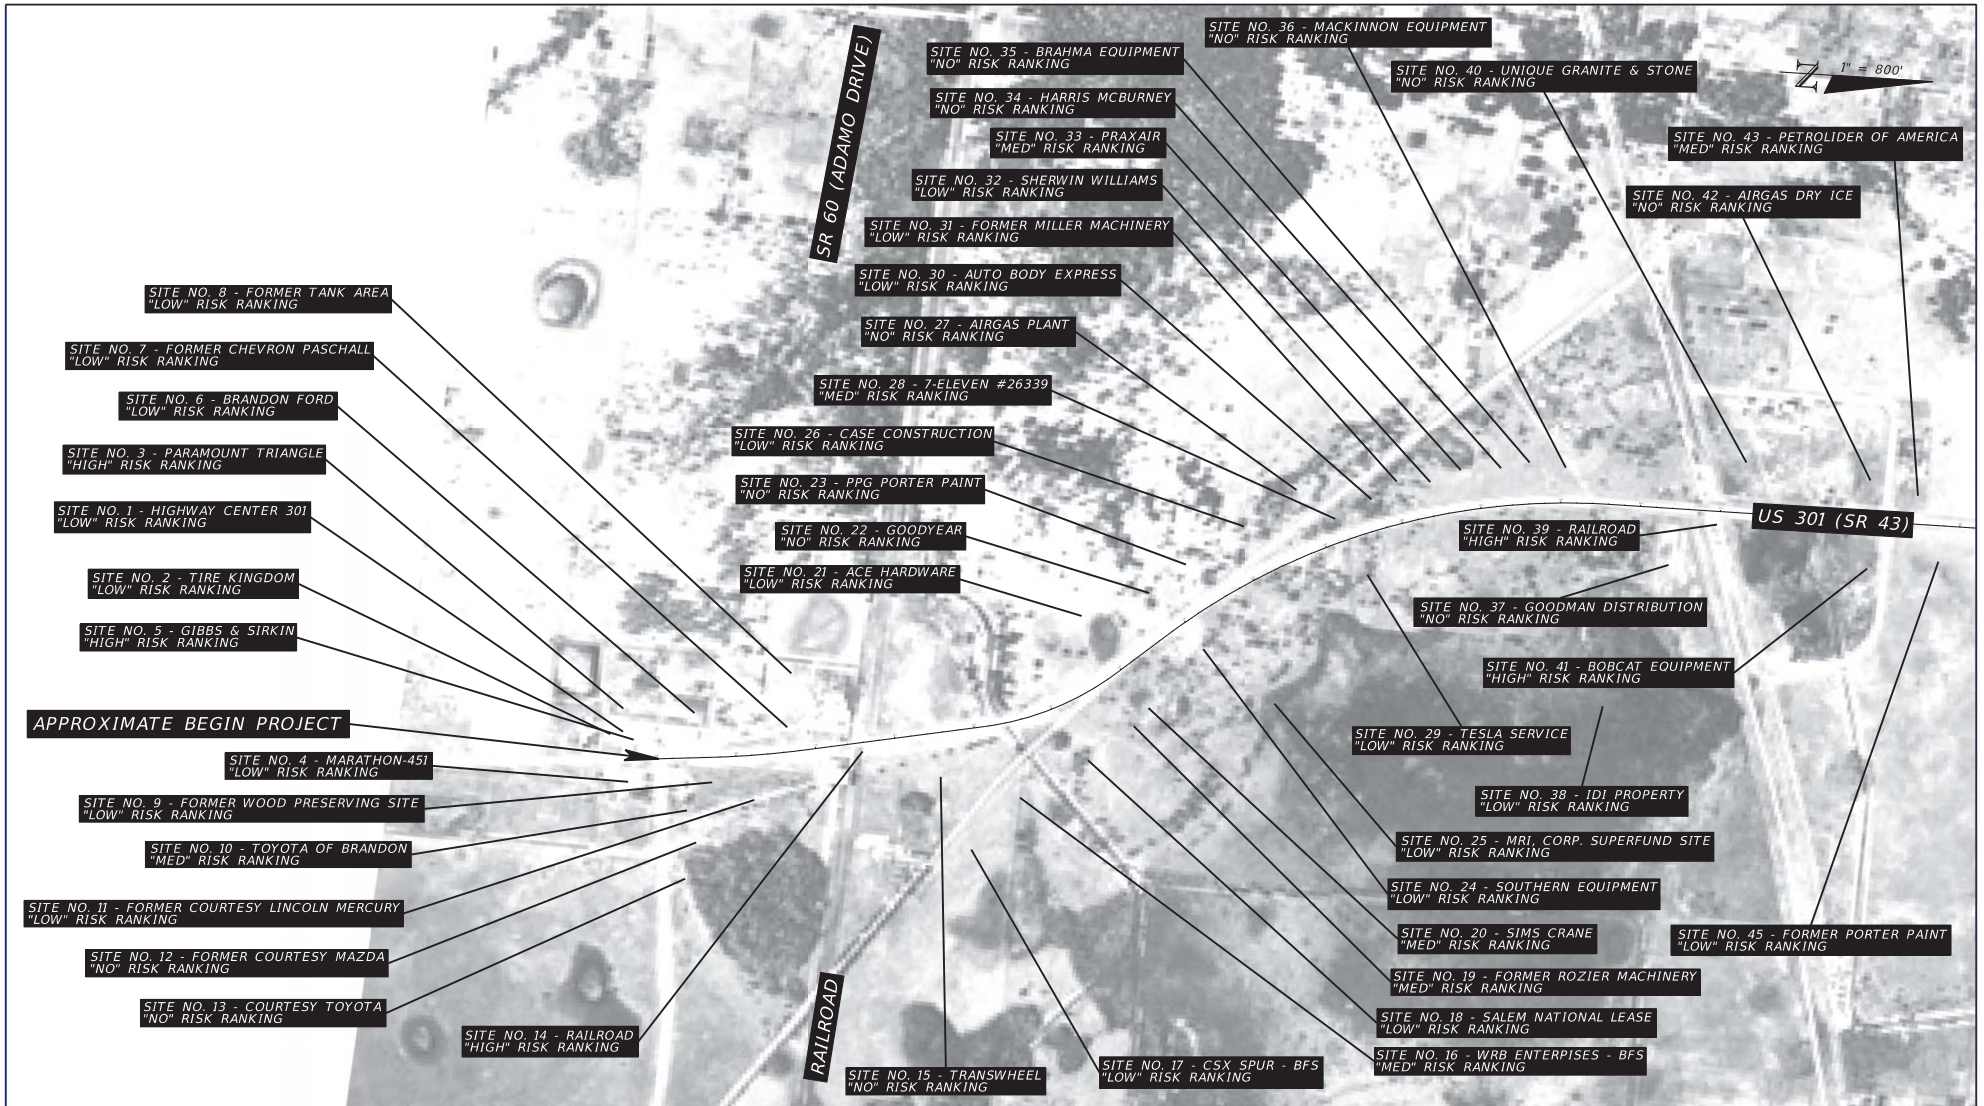 SITE NO. 36 - MACKINNON EQUIPMENT
"NO" RISK RANKING
SITE NO. 35 - BRAHMA EQUIPMENT
"NO" RISK RANKING
SITE NO. 40 - UNIQUE GRANITE & STONE
"NO" RISK RANKING
N
1" = 800'
SITE NO. 34 - HARRIS MCBURNEY
"NO" RISK RANKING
SR 60 (ADAMO DRIVE)
SITE NO. 33 - PRAXAIR
"MED" RISK RANKING
SITE NO. 43 - PETROLIDER OF AMERICA
"MED" RISK RANKING
SITE NO. 32 - SHERWIN WILLIAMS
"LOW" RISK RANKING
SITE NO. 42 - AIRGAS DRY ICE
"NO" RISK RANKING
SITE NO. 31 - FORMER MILLER MACHINERY
"LOW" RISK RANKING
SITE NO. 30 - AUTO BODY EXPRESS
"LOW" RISK RANKING
SITE NO. 8 - FORMER TANK AREA
"LOW" RISK RANKING
SITE NO. 27 - AIRGAS PLANT
"NO" RISK RANKING
SITE NO. 7 - FORMER CHEVRON PASCHALL
"LOW" RISK RANKING
SITE NO. 28 - 7-ELEVEN #26339
"MED" RISK RANKING
SITE NO. 6 - BRANDON FORD
"LOW" RISK RANKING
SITE NO. 26 - CASE CONSTRUCTION
"LOW" RISK RANKING
SITE NO. 3 - PARAMOUNT TRIANGLE
"HIGH" RISK RANKING
SITE NO. 23 - PPG PORTER PAINT
"NO" RISK RANKING
SITE NO. 1 - HIGHWAY CENTER 301
"LOW" RISK RANKING
SITE NO. 22 - GOODYEAR
"NO" RISK RANKING
SITE NO. 39 - RAILROAD
"HIGH" RISK RANKING
US 301 (SR 43)
SITE NO. 2 - TIRE KINGDOM
"LOW" RISK RANKING
SITE NO. 21 - ACE HARDWARE
"LOW" RISK RANKING
SITE NO. 37 - GOODMAN DISTRIBUTION
"NO" RISK RANKING
SITE NO. 5 - GIBBS & SIRKIN
"HIGH" RISK RANKING
SITE NO. 41 - BOBCAT EQUIPMENT
"HIGH" RISK RANKING
APPROXIMATE BEGIN PROJECT
SITE NO. 29 - TESLA SERVICE
"LOW" RISK RANKING
SITE NO. 4 - MARATHON-451
"LOW" RISK RANKING
SITE NO. 38 - IDI PROPERTY
"LOW" RISK RANKING
SITE NO. 9 - FORMER WOOD PRESERVING SITE
"LOW" RISK RANKING
SITE NO. 25 - MRI, CORP. SUPERFUND SITE
"LOW" RISK RANKING
SITE NO. 10 - TOYOTA OF BRANDON
"MED" RISK RANKING
SITE NO. 24 - SOUTHERN EQUIPMENT
"LOW" RISK RANKING
SITE NO. 11 - FORMER COURTESY LINCOLN MERCURY
"LOW" RISK RANKING
SITE NO. 20 - SIMS CRANE
"MED" RISK RANKING
SITE NO. 45 - FORMER PORTER PAINT
"LOW" RISK RANKING
SITE NO. 12 - FORMER COURTESY MAZDA
"NO" RISK RANKING
SITE NO. 19 - FORMER ROZIER MACHINERY
"MED" RISK RANKING
SITE NO. 13 - COURTESY TOYOTA
"NO" RISK RANKING
RAILROAD
SITE NO. 18 - SALEM NATIONAL LEASE
"LOW" RISK RANKING
SITE NO. 14 - RAILROAD
"HIGH" RISK RANKING
SITE NO. 16 - WRB ENTERPISES - BFS
"MED" RISK RANKING
SITE NO. 17 - CSX SPUR - BFS
"LOW" RISK RANKING
SITE NO. 15 - TRANSWHEEL
"NO" RISK RANKING